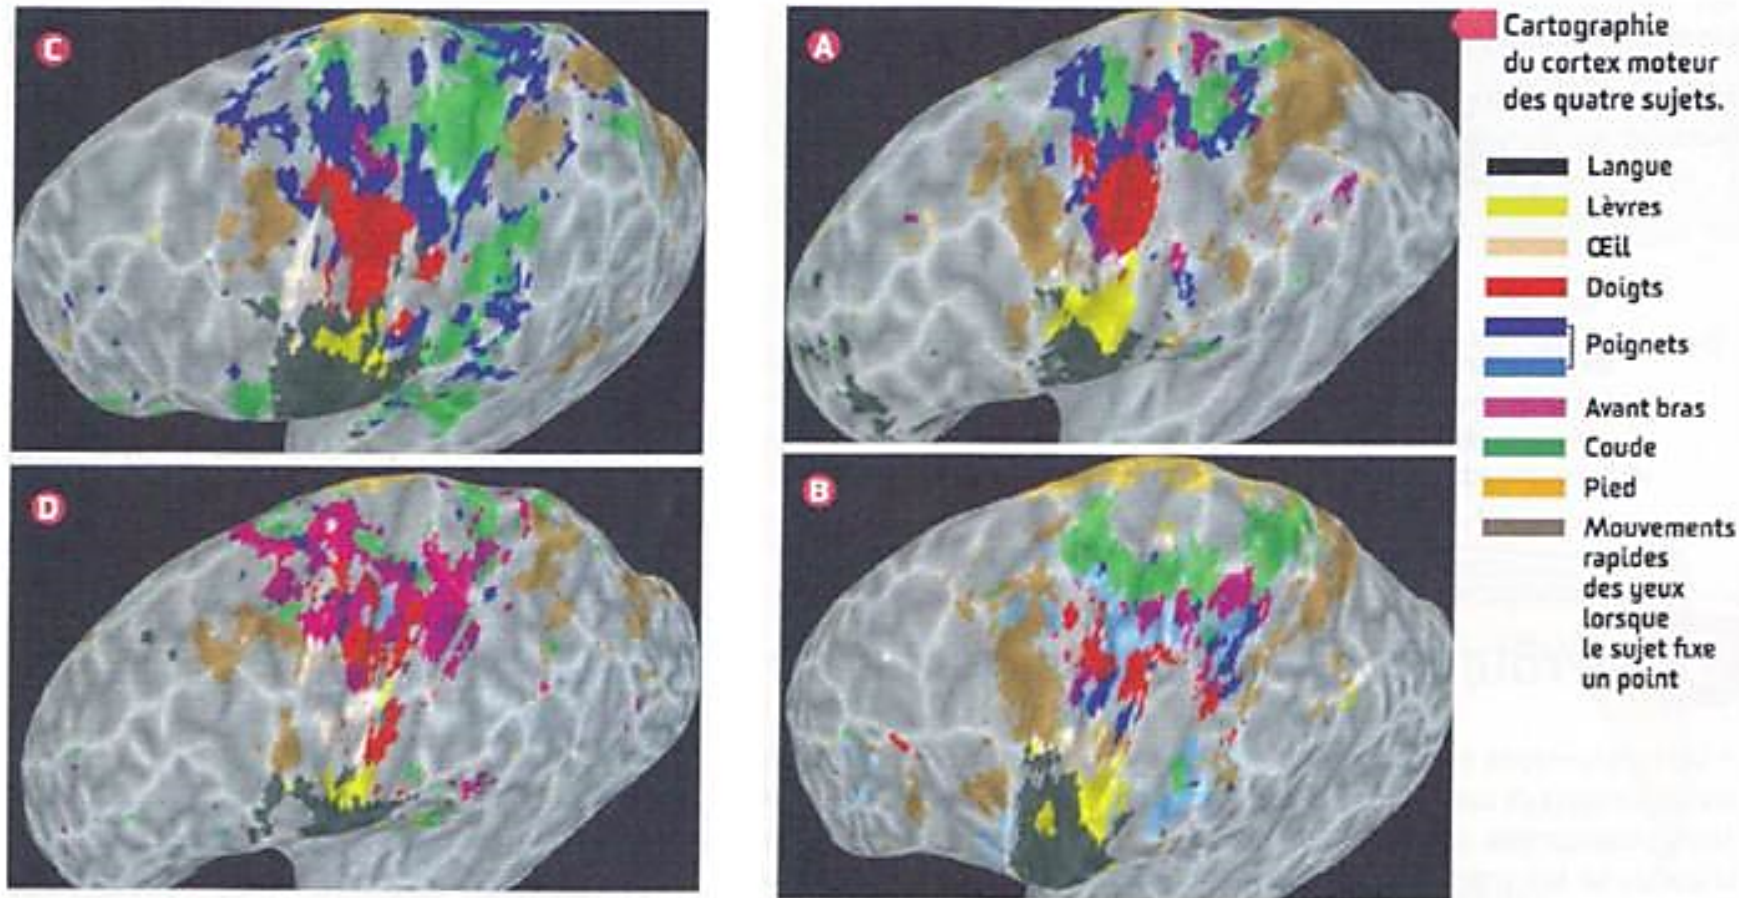 C
A
D
B
Cartographie
du cortex moteur
des quatre sujets.
Langue
Lèvres
Œil
Doigts
Poignets
Avant bras
Coude
Pied
Mouvements
rapides
des yeux
lorsque
le sujet fixe
un point